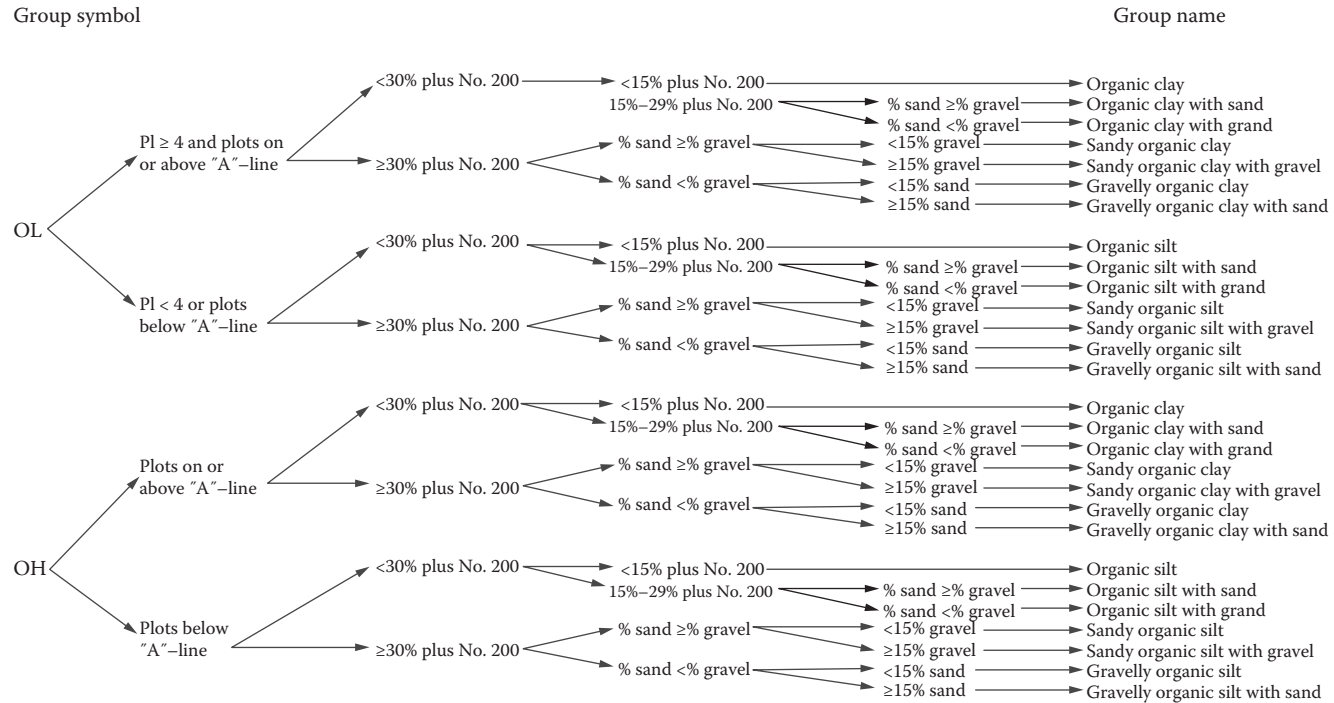 Group symbol
Group name
OL
Pl ≥ 4 and plots on
or above ″A″–line
<30% plus No. 200
<15% plus No. 200
Organic clay
15%–29% plus No. 200
% sand ≥% gravel
Organic clay with sand
% sand <% gravel
Organic clay with grand
≥30% plus No. 200
% sand ≥% gravel
<15% gravel
Sandy organic clay
≥15% gravel
Sandy organic clay with gravel
% sand <% gravel
<15% sand
Gravelly organic clay
≥15% sand
Gravelly organic clay with sand
Pl < 4 or plots
below ″A″–line
<30% plus No. 200
<15% plus No. 200
Organic silt
15%–29% plus No. 200
% sand ≥% gravel
Organic silt with sand
% sand <% gravel
Organic silt with grand
≥30% plus No. 200
% sand ≥% gravel
<15% gravel
Sandy organic silt
≥15% gravel
Sandy organic silt with gravel
% sand <% gravel
<15% sand
Gravelly organic silt
≥15% sand
Gravelly organic silt with sand
OH
Plots on or
above ″A″–line
<30% plus No. 200
<15% plus No. 200
Organic clay
15%–29% plus No. 200
% sand ≥% gravel
Organic clay with sand
% sand <% gravel
Organic clay with grand
≥30% plus No. 200
% sand ≥% gravel
<15% gravel
Sandy organic clay
≥15% gravel
Sandy organic clay with gravel
% sand <% gravel
<15% sand
Gravelly organic clay
≥15% sand
Gravelly organic clay with sand
Plots below
″A″–line
<30% plus No. 200
<15% plus No. 200
Organic silt
15%–29% plus No. 200
% sand ≥% gravel
Organic silt with sand
% sand <% gravel
Organic silt with grand
≥30% plus No. 200
% sand ≥% gravel
<15% gravel
Sandy organic silt
≥15% gravel
Sandy organic silt with gravel
% sand <% gravel
<15% sand
Gravelly organic silt
≥15% sand
Gravelly organic silt with sand